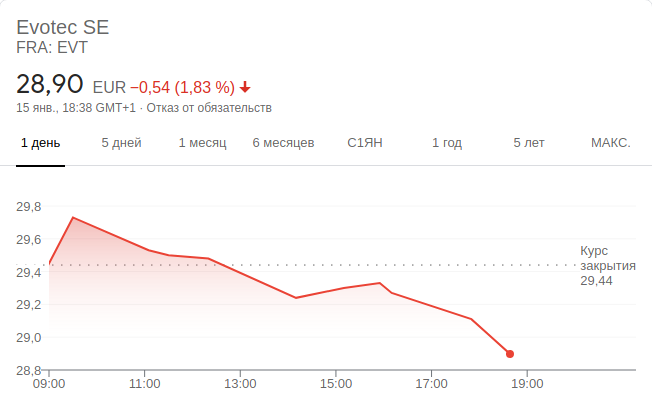 Evotec SE
FRA: EVT
28,90 EUR −0,54 (1,83 %)
15 янв., 18:38 GMT+1 · Отказ от обязательств
1 день 5 дней 1 месяц 6 месяцев С1ЯН 1 год 5 лет МАКС.
29,8
29,6
29,4
29,2
29,0
28,8
Курс
закрытия
29,44
09:00 11:00 13:00 15:00 17:00 19:00